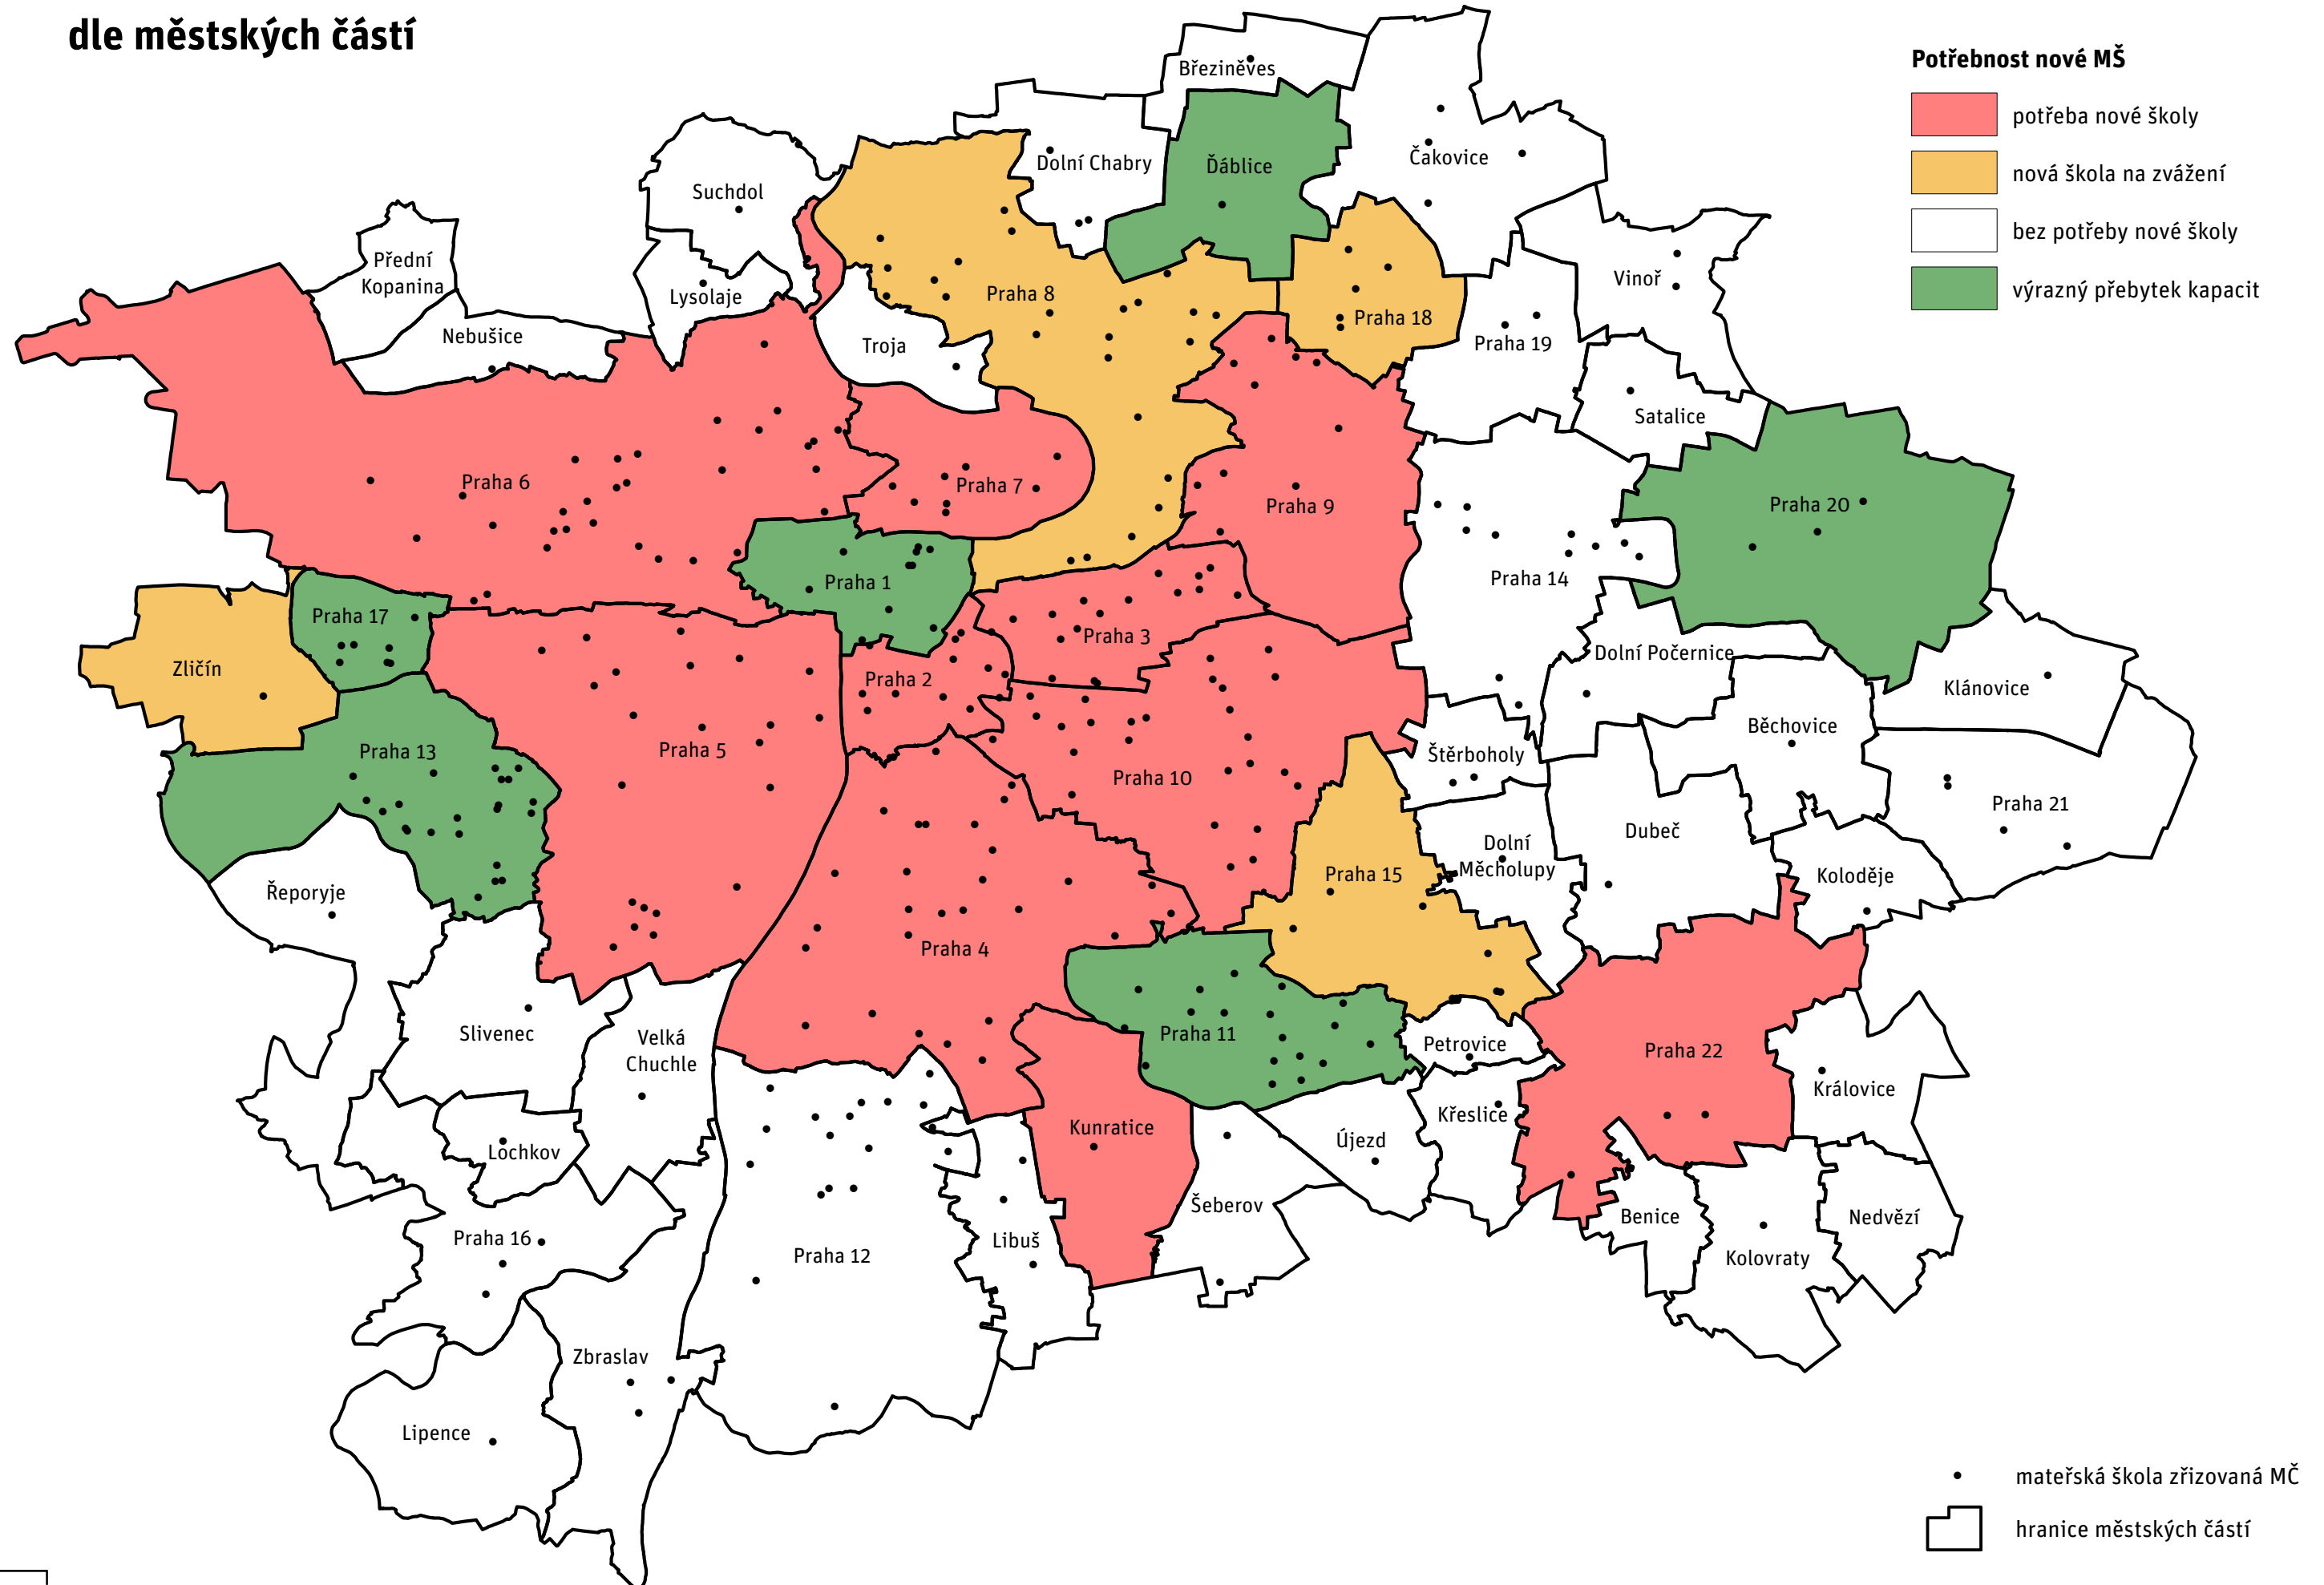 dle městských částí
Potřebnost nové MŠ
potřeba nové školy
nová škola na zvážení
bez potřeby nové školy
výrazný přebytek kapacit
Březiněves
Dolní Chabry
Ďáblice
Čakovice
Suchdol
Přední
Kopanina
Lysolaje
Nebušice
Praha 8
Troja
Praha 18
Praha 19
Vinoř
Satalice
Praha 6
Praha 7
Praha 9
Praha 20
Praha 1
Praha 14
Praha 17
Praha 3
Zličín
Praha 2
Dolní Počernice
Klánovice
Praha 13
Praha 5
Praha 10
Štěrboholy
Běchovice
Praha 21
Dubeč
Dolní
Měcholupy
Praha 15
Koloděje
Řeporyje
Praha 4
Slivenec
Velká
Chuchle
Praha 11
Petrovice
Praha 22
Královice
Kunratice
Křeslice
Újezd
Lochkov
Šeberov
Benice
Nedvězí
Kolovraty
Praha 16
Libuš
Praha 12
Zbraslav
Lipence
mateřská škola zřizovaná MČ
hranice městských částí